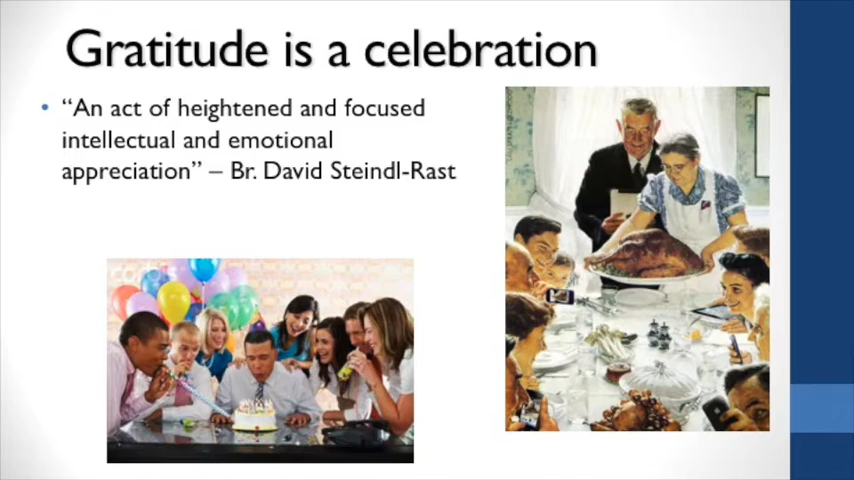 Gratitude is a celebration
• “An act of heightened and focused
intellectual and emotional
appreciation” – Br. David Steindl-Rast